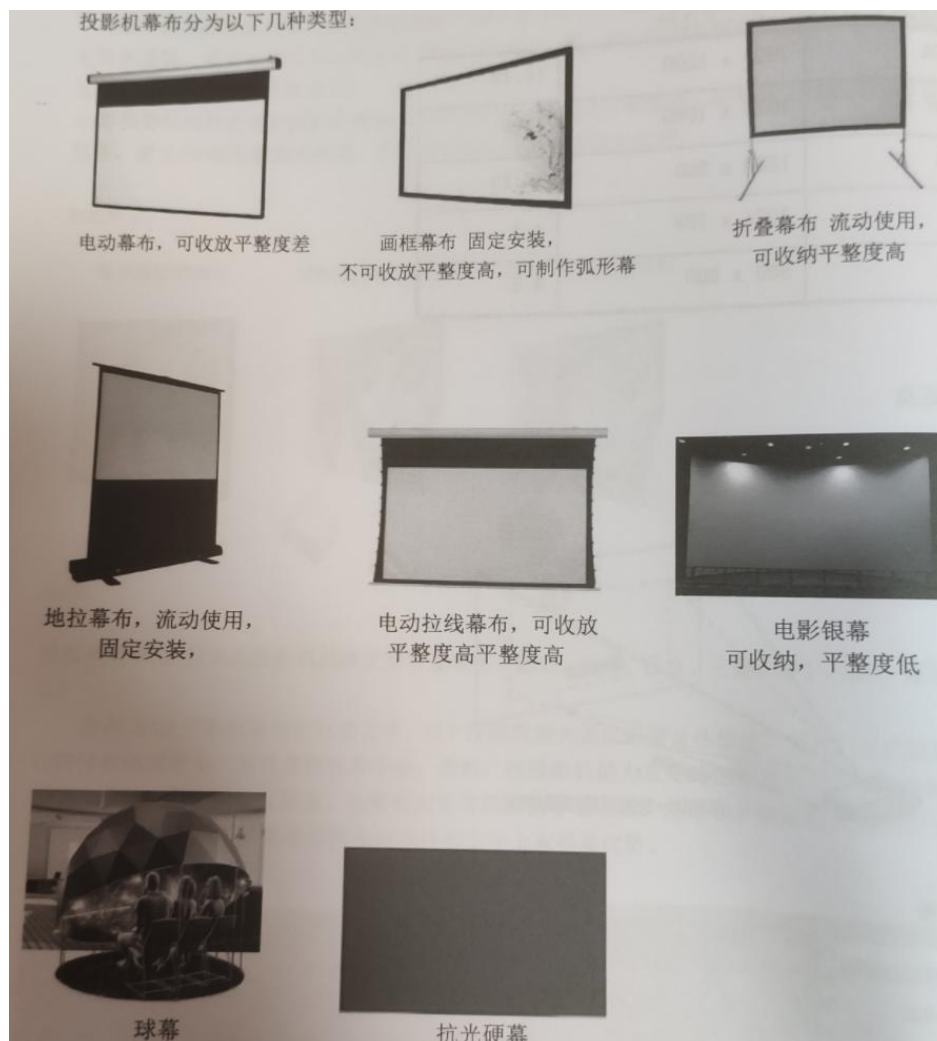 投影机幕布分为以下几种类型：
电动幕布，可收放平整度差
画框幕布 固定安装，
不可收放平整度高，可制作弧形幕
折叠幕布 流动使用，
可收纳平整度高
地拉幕布，流动使用，
固定安装，
电动拉线幕布，可收放
平整度高平整度高
电影银幕
可收纳，平整度低
球幕
抗光硬幕